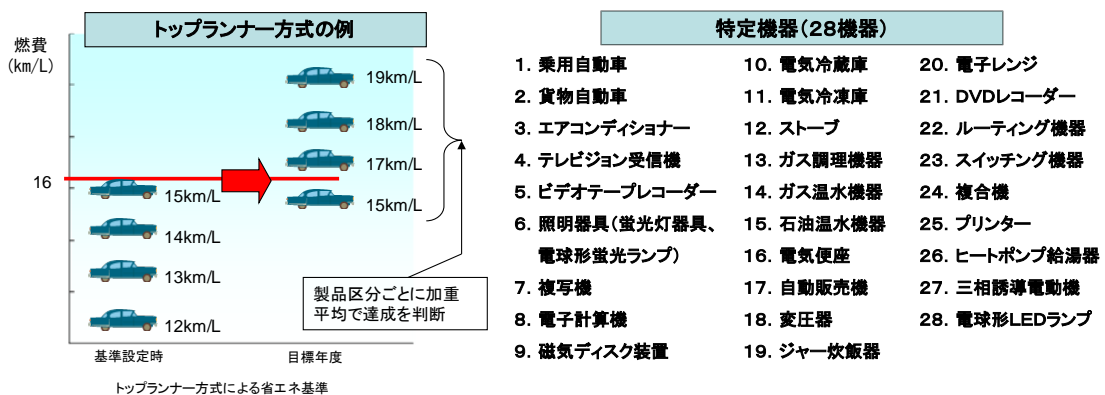 トップランナー方式の例
燃費
(km/L)
19km/L
18km/L
17km/L
16
15km/L
15km/L
14km/L
13km/L
12km/L
製品区分ごとに加重
平均で達成を判断
基準設定時
目標年度
トップランナー方式による省エネ基準
特定機器(28機器)
1. 乗用自動車
2. 貨物自動車
3. エアコンディショナー
4. テレビジョン受信機
5. ビデオテープレコーダー
6. 照明器具(蛍光灯器具、
電球形蛍光ランプ)
7. 複写機
8. 電子計算機
9. 磁気ディスク装置
10. 電気冷蔵庫
11. 電気冷凍庫
12. ストーブ
13. ガス調理機器
14. ガス温水機器
15. 石油温水機器
16. 電気便座
17. 自動販売機
18. 変圧器
19. ジャー炊飯器
20. 電子レンジ
21. DVDレコーダー
22. ルーティング機器
23. スイッチング機器
24. 複合機
25. プリンター
26. ヒートポンプ給湯器
27. 三相誘導電動機
28. 電球形LEDランプ